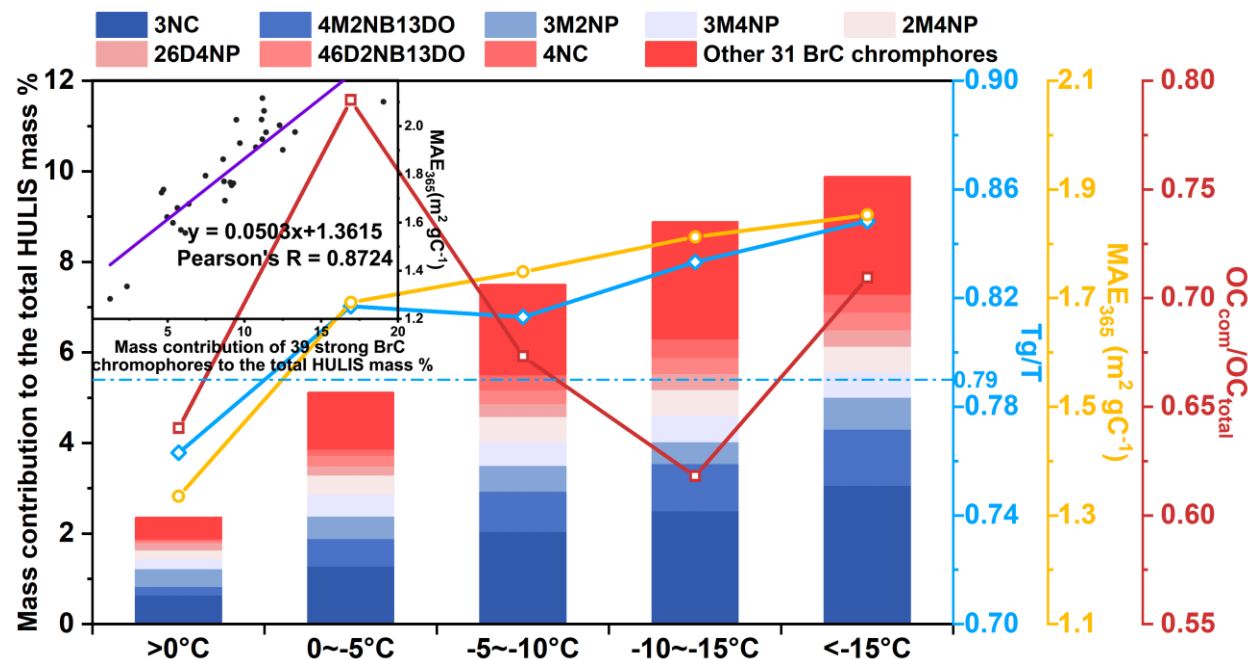 3NC 4M2NB13DO 3M2NP 3M4NP 2M4NP
26D4NP 46D2NB13DO 4NC Other 31 BrC chromphores
Mass contribution to the total HULIS mass %
12
10
8
6
4
2
0
>0°C 0~-5°C -5~-10°C -10~-15°C <-15°C
y = 0.0503x+1.3615
Pearson's R = 0.8724
5 10 15 20
Mass contribution of 39 strong BrC
chromophores to the total HULIS mass %
2.0
1.8
1.6
1.4
1.2
MAE365(m² gC⁻¹)
0.90
0.86
0.82
0.79
0.78
0.74
0.70
Tg/T
2.1
1.9
1.7
1.5
1.3
1.1
MAE365 (m² gC⁻¹)
0.80
0.75
0.70
0.65
0.60
0.55
OCcom/OCtotal